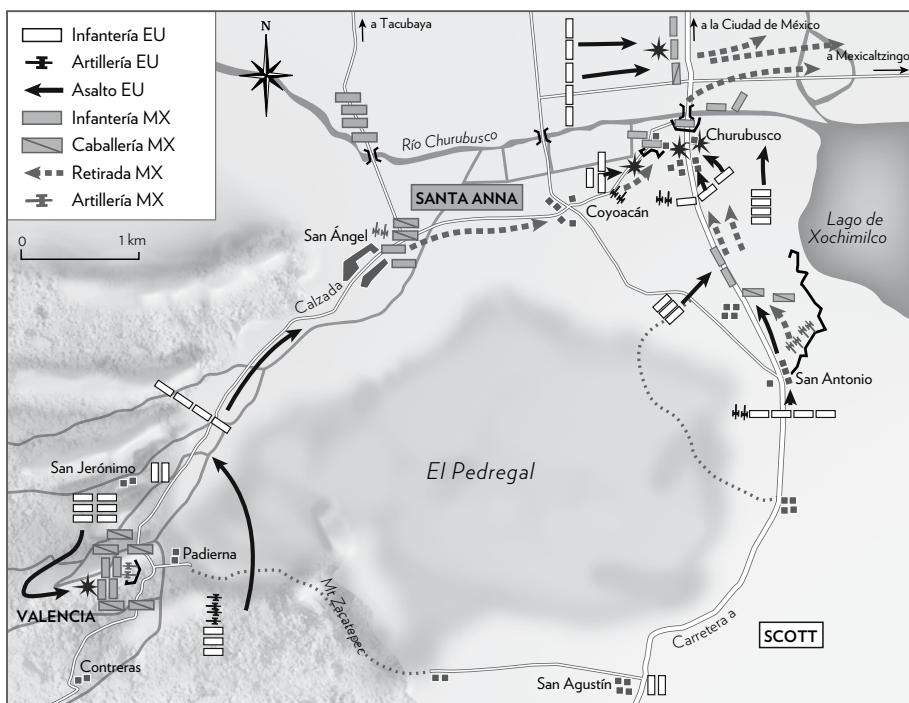 Infantería EU
Artillería EU
Asalto EU
Infantería MX
Caballería MX
Retirada MX
Artillería MX
0 1 km
N
a Tacubaya
a la Ciudad de México
a Mexicaltzingo
Río Churubusco
Churubusco
SANTA ANNA
Coyoacán
San Ángel
Lago de
Xochimilco
Calzada
San Antonio
San Jerónimo
El Pedregal
Padierna
VALENCIA
Mt Zacatepec
Contreras
Carretera a
SCOTT
San Agustín